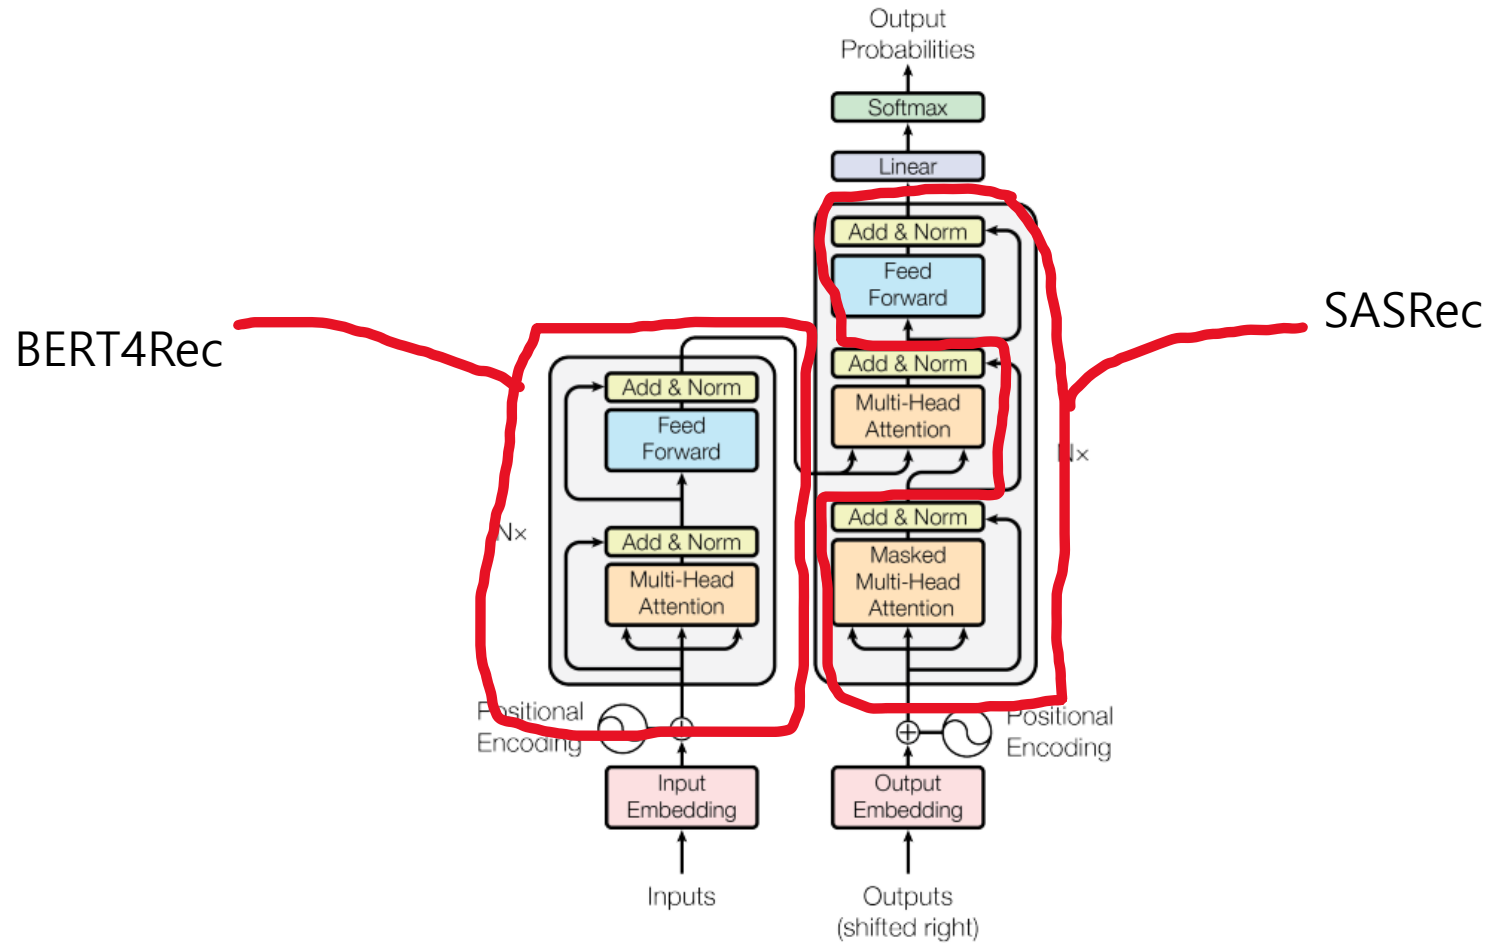 Output
Probabilities
Softmax
Linear
Add & Norm
Feed
Forward
Add & Norm
Multi-Head
Attention
Nx
Add & Norm
Masked
Multi-Head
Attention
Positional
Encoding
Output
Embedding
Outputs
(shifted right)
SASRec
BERT4Rec
Add & Norm
Feed
Forward
Nx
Add & Norm
Multi-Head
Attention
Positional
Encoding
Input
Embedding
Inputs